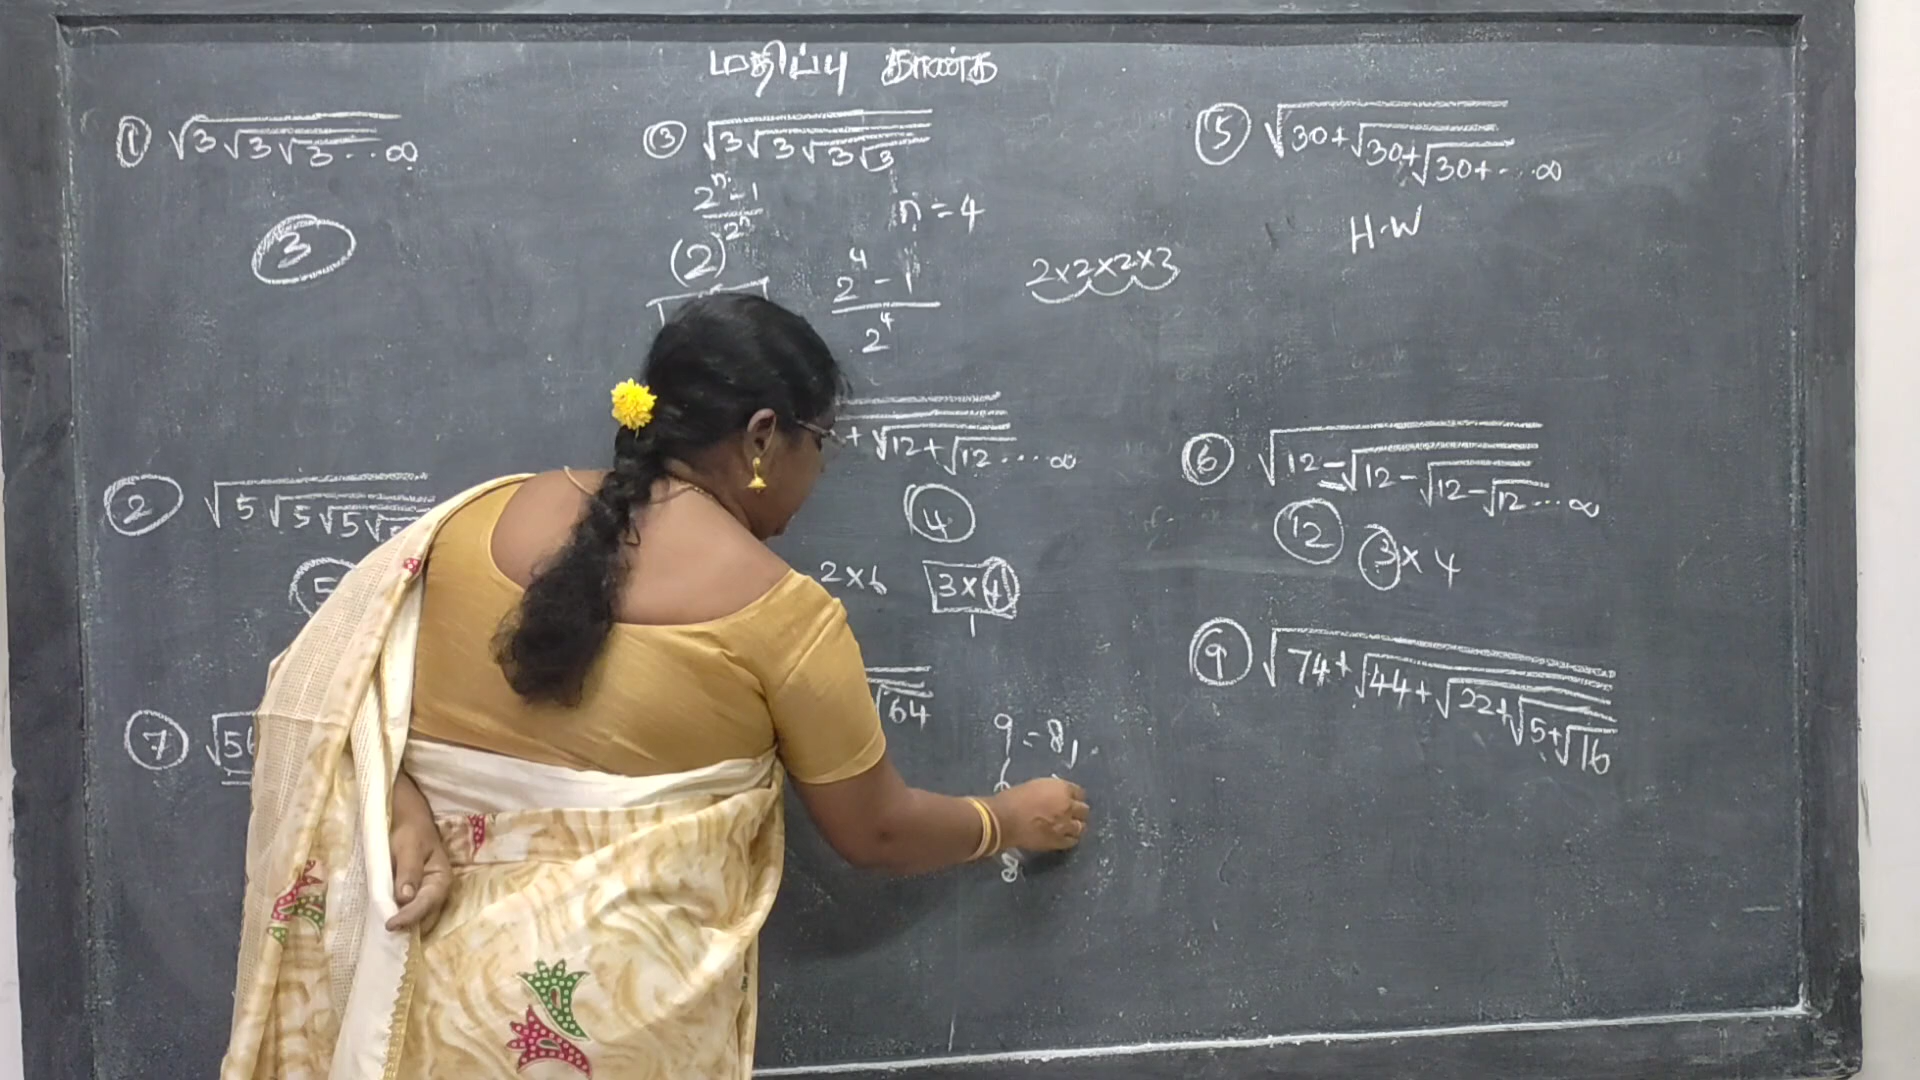 மதிப்பு காண்க
① √3√3√3...∞
3
③ √3√3√3√3
2ⁿ-1
2ⁿ
n = 4
(2)
2⁴ - 1
2⁴
2×2×2×3
⑤ √30+√30+√30+...∞
H.W
② √5√5√5√
+ √12+√12...∞
4
2×6
3×4
⑥ √12-√12-√12-√12...∞
12
3×4
⑦ √56
√64
9 = 81
8
⑨ √74+√44+√22+√5+√16